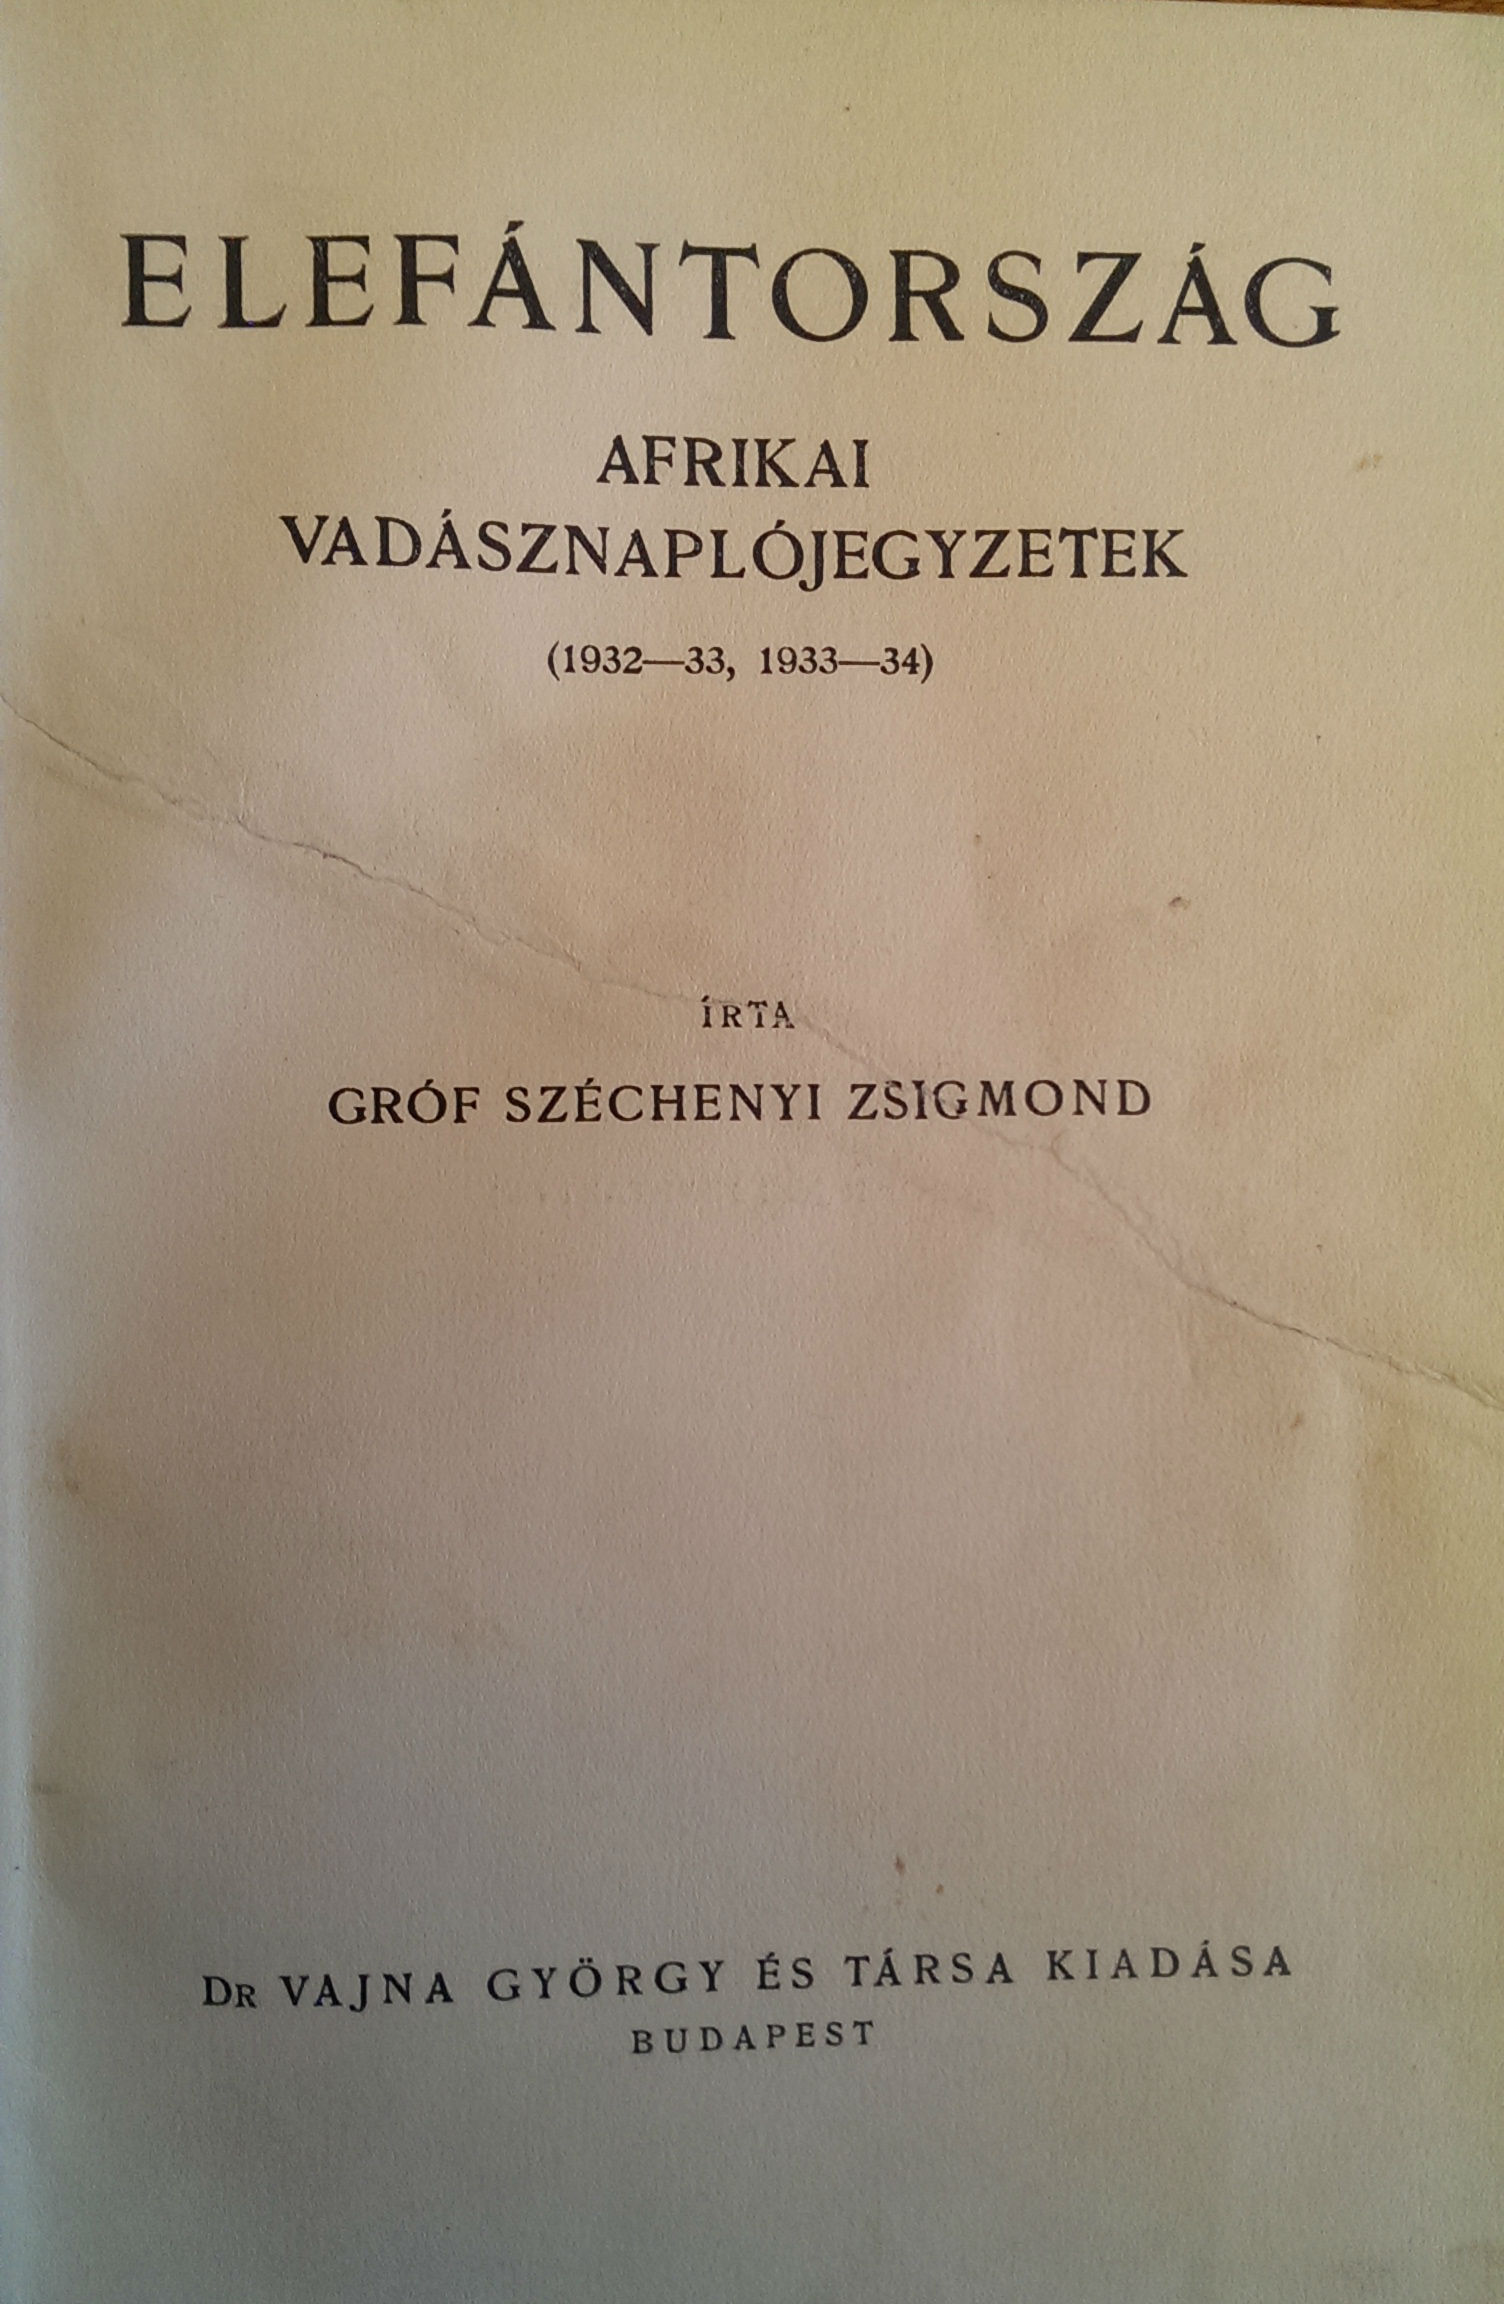 ELEFÁNTORSZÁG
AFRIKAI
VADÁSZNAPLÓJEGYZETEK
(1932—33, 1933—34)
ÍRTA
GRÓF SZÉCHENYI ZSIGMOND
DR VAJNA GYÖRGY ÉS TÁRSA KIADÁSA
BUDAPEST